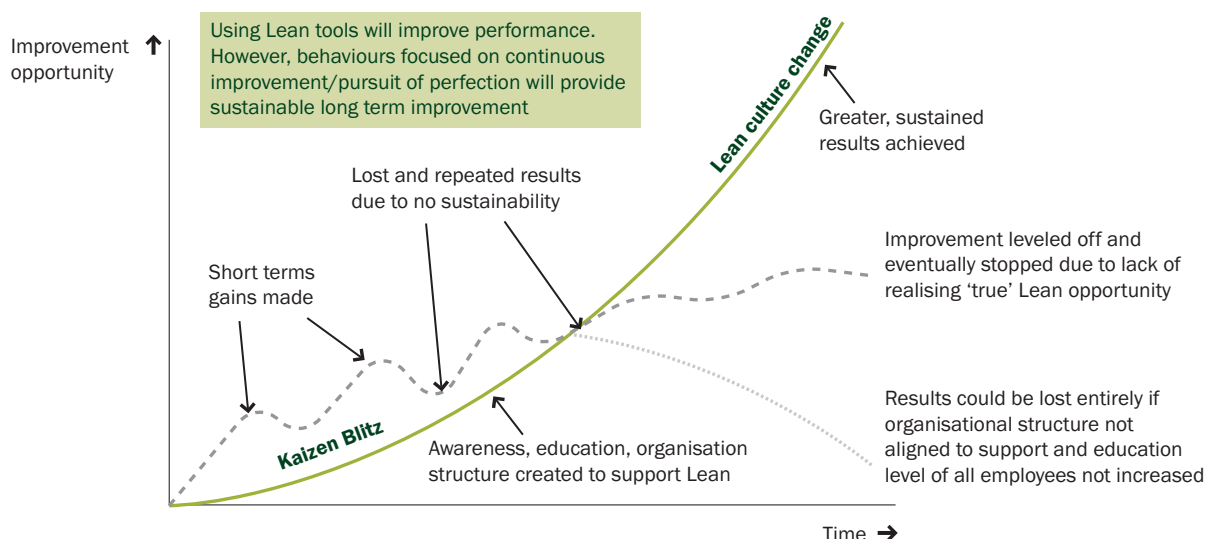 Improvement
opportunity
Using Lean tools will improve performance.
However, behaviours focused on continuous
improvement/pursuit of perfection will provide
sustainable long term improvement
Lean culture change
Greater, sustained
results achieved
Lost and repeated results
due to no sustainability
Short terms
gains made
Improvement leveled off and
eventually stopped due to lack of
realising ‘true’ Lean opportunity
Kaizen Blitz
Awareness, education, organisation
structure created to support Lean
Results could be lost entirely if
organisational structure not
aligned to support and education
level of all employees not increased
Time